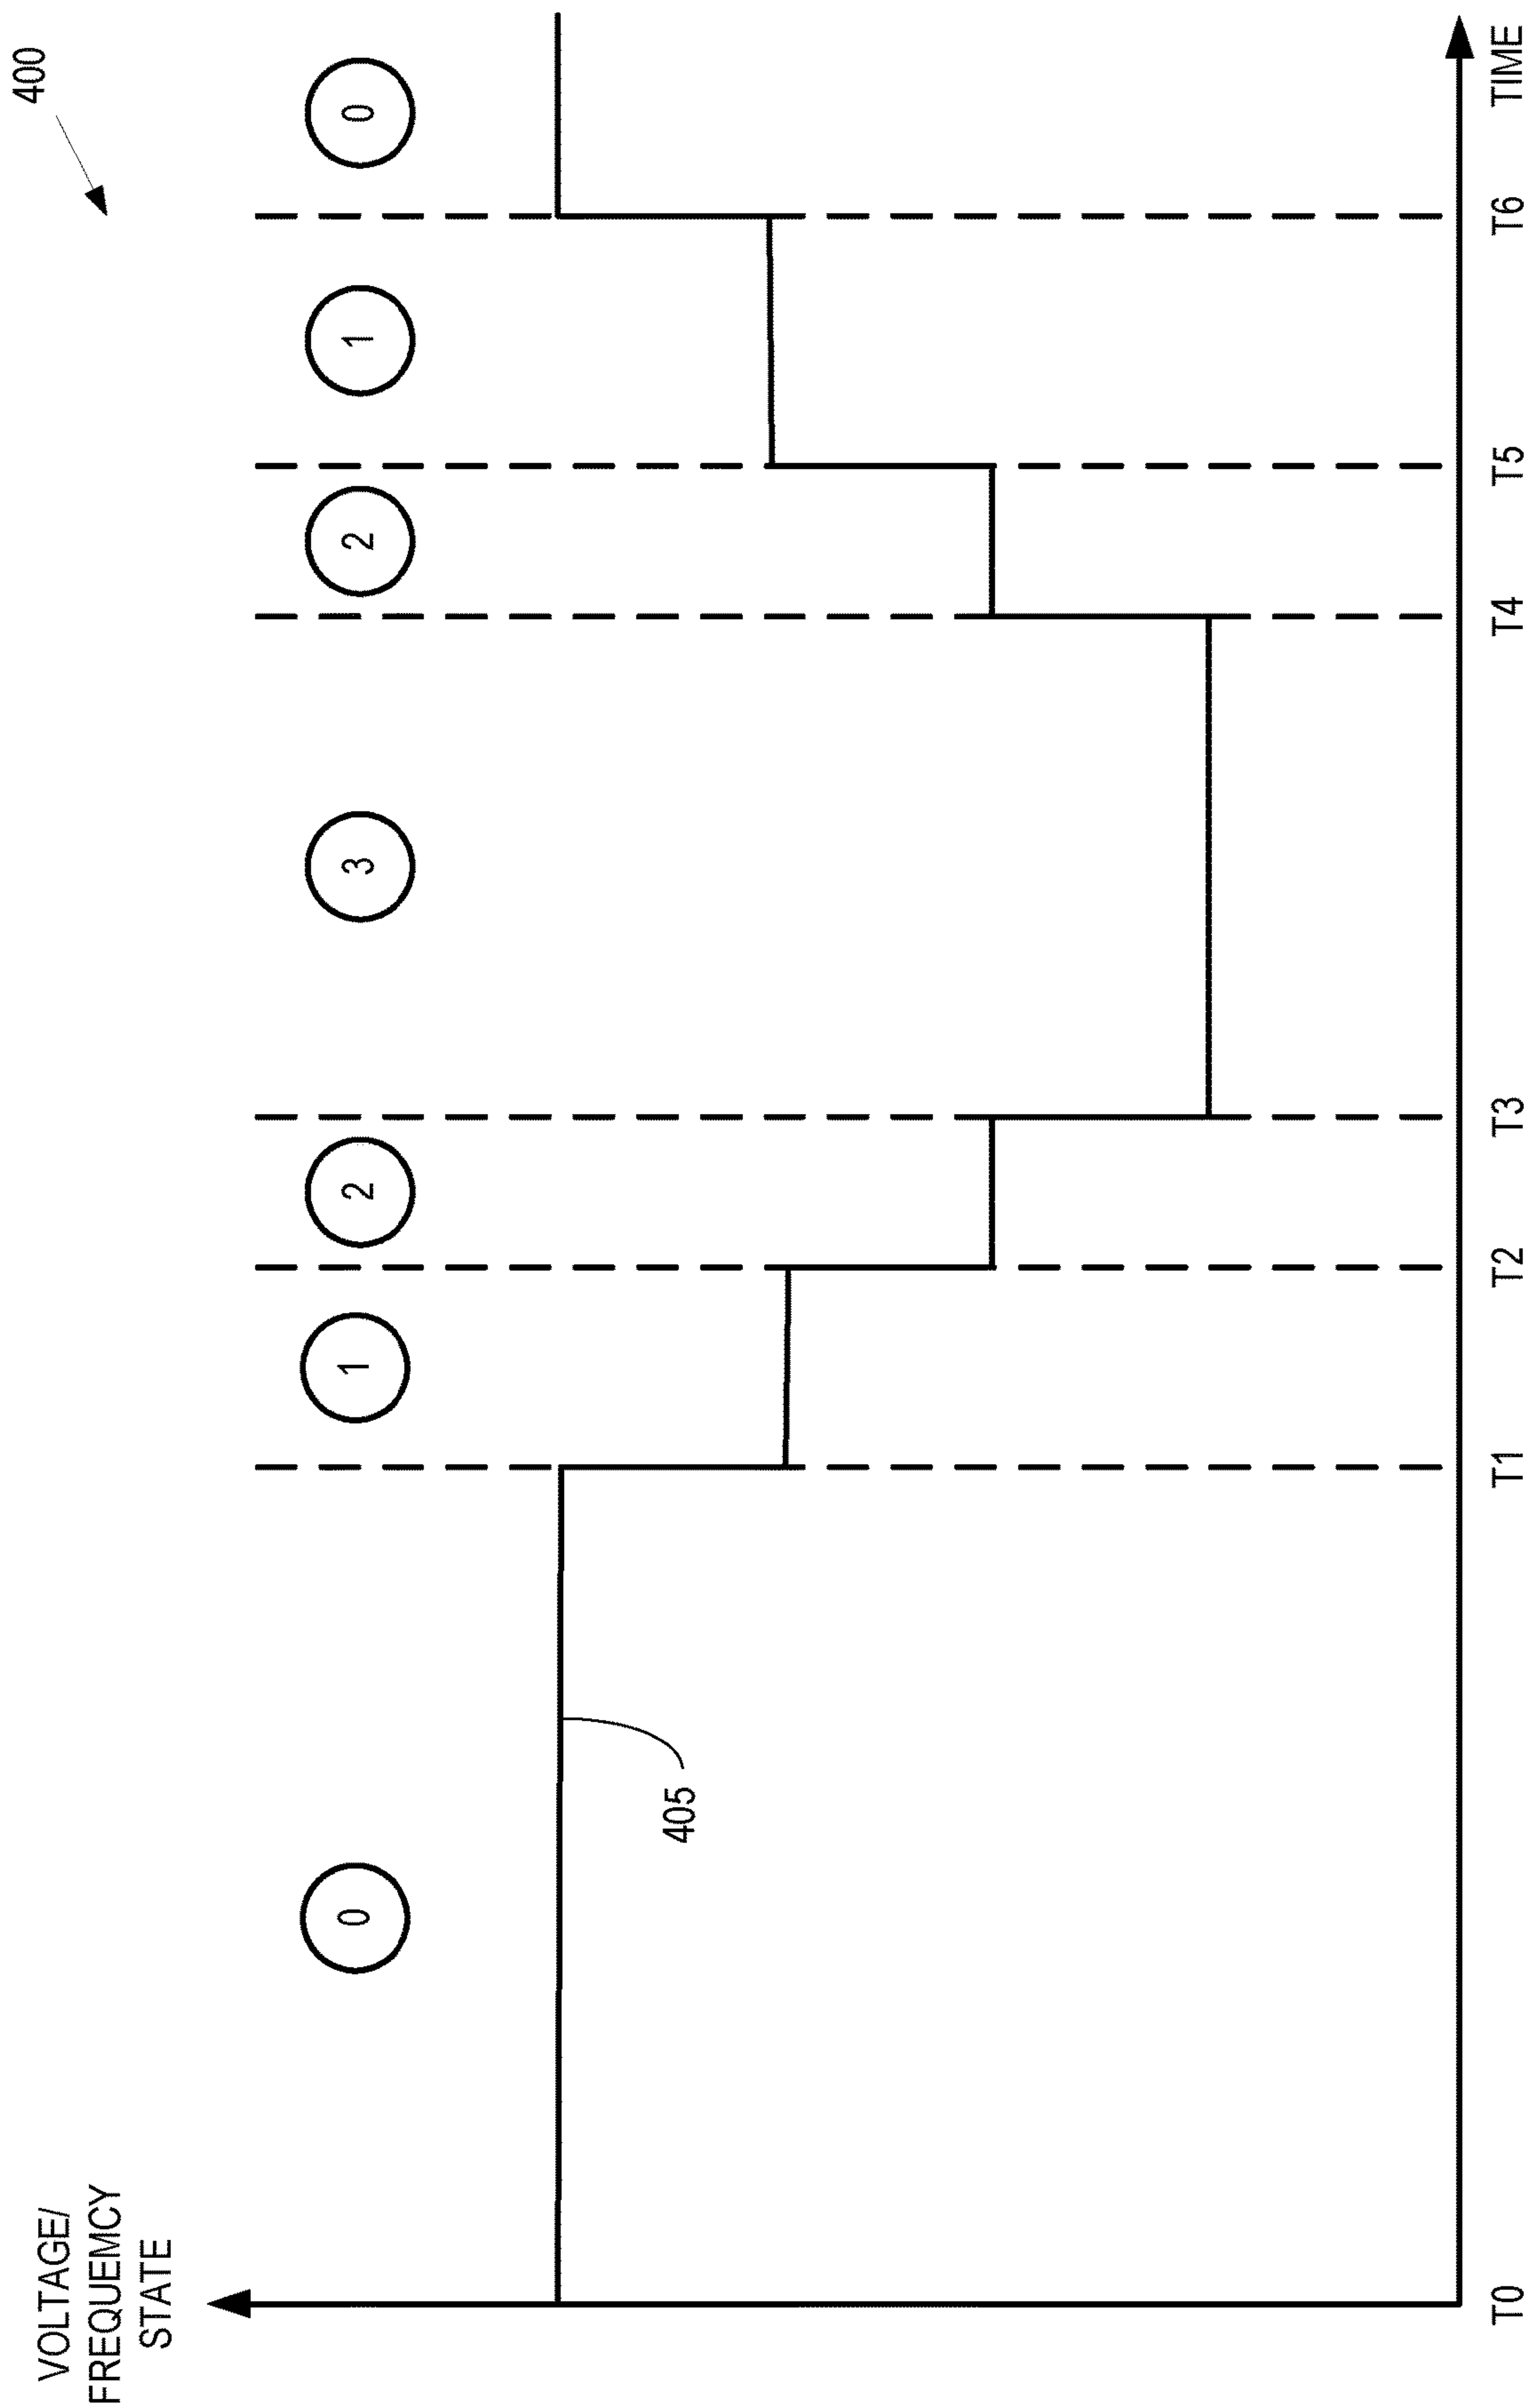 400
VOLTAGE/
FREQUEMCY
STATE
0
1
2
3
2
1
0
405
T0
T1
T2
T3
T4
T5
T6
TIME